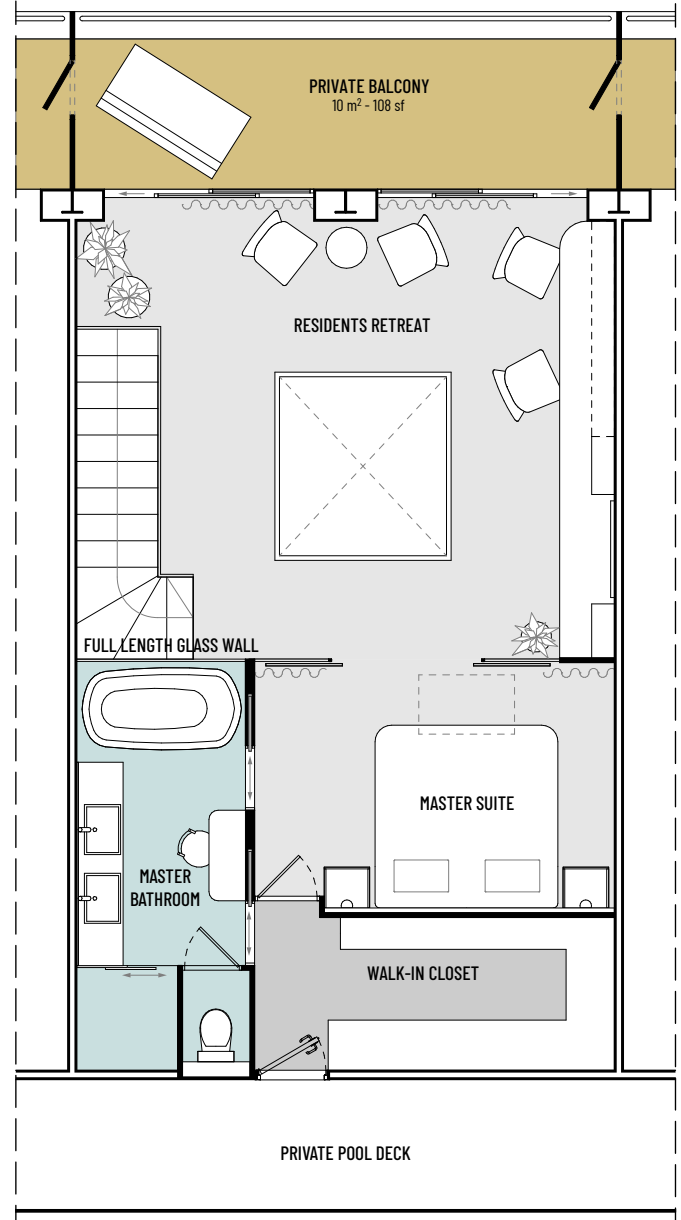 PRIVATE BALCONY
10 m² - 108 sf
RESIDENTS RETREAT
FULL LENGTH GLASS WALL
MASTER SUITE
MASTER
BATHROOM
WALK-IN CLOSET
PRIVATE POOL DECK